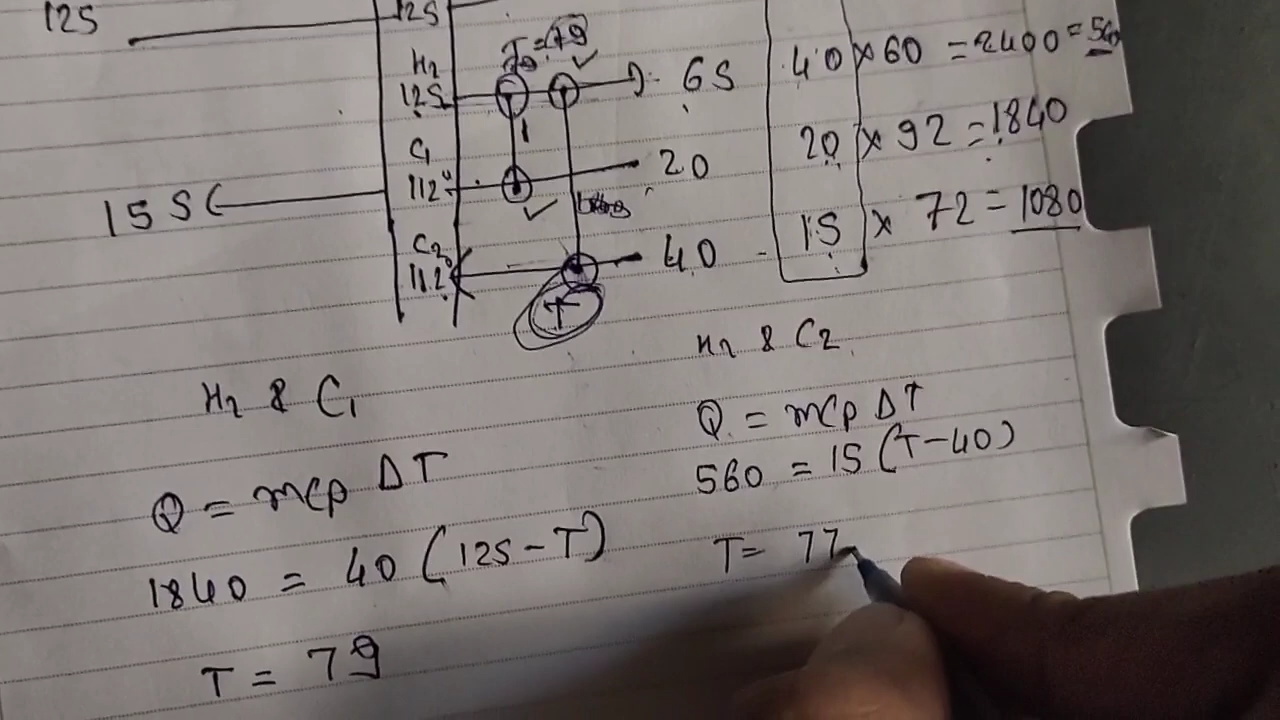 125
125
H2
125
T0 = 79
65
40 × 60 = 2400 = 560
C1
112°
20
20 × 92 = 1840
155
C2
112°
40
15 × 72 = 1080
T
H2 & C2
H2 & C1
Q = mcp ΔT
560 = 15 (T-40)
T = 77
Q = mcp ΔT
1840 = 40 (125-T)
T = 79